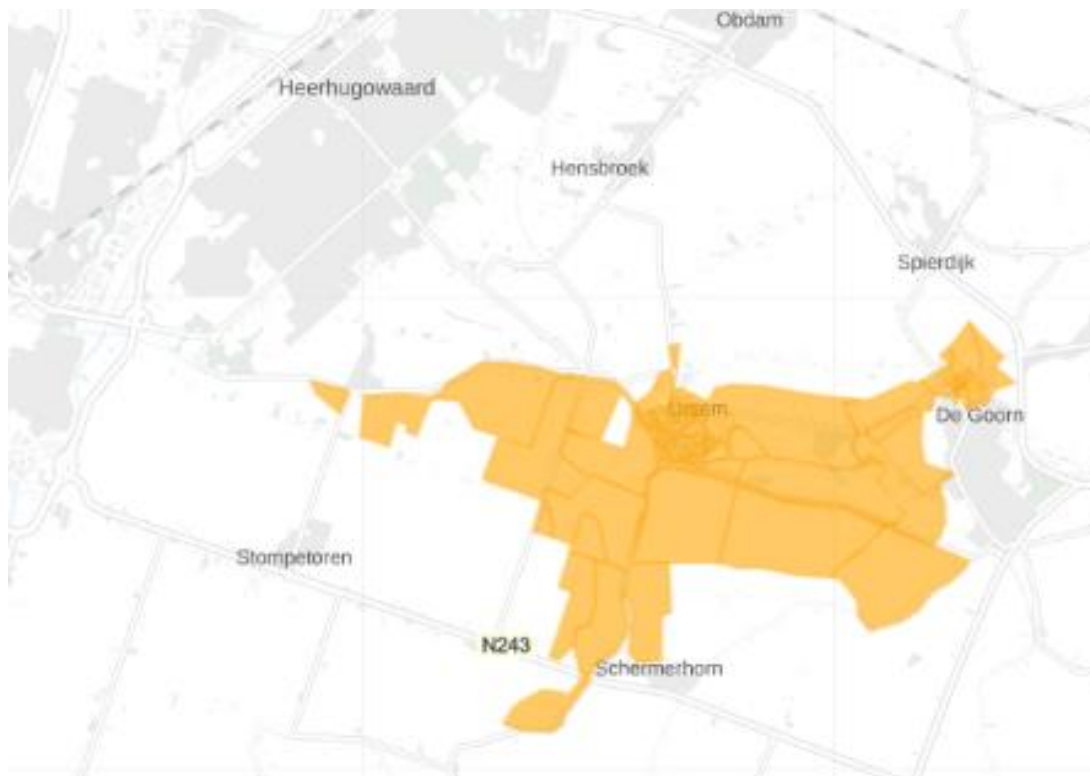 Obdam
Heerhugowaard
Hensbroek
Spierdijk
Ursem
De Goorn
Stompetoren
N243
Schermerhorn